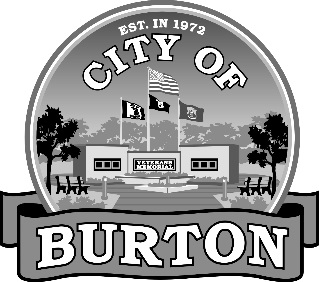 EST. IN 1972
CITY OF
VETERANS
MEMORIAL
BURTON